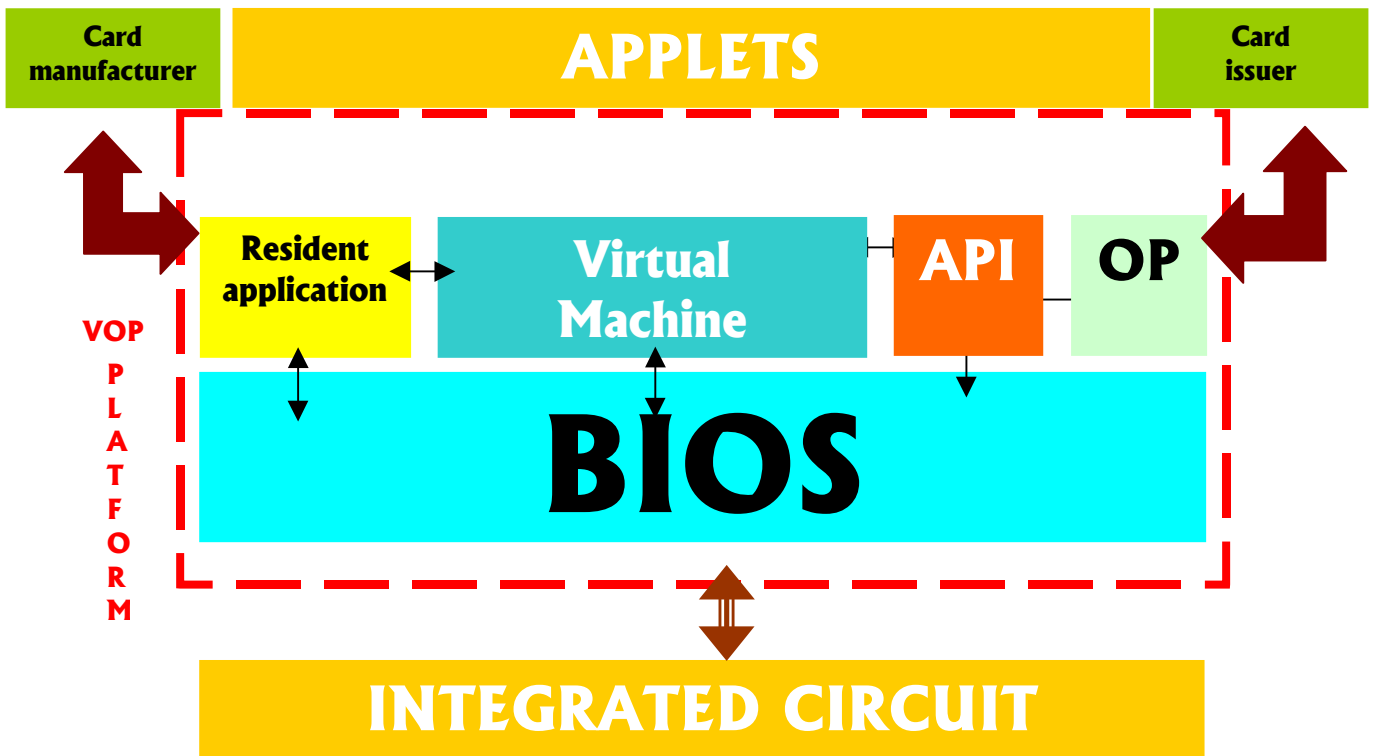 Card
manufacturer
APPLETS
Card
issuer
Resident
application
Virtual
Machine
API
OP
VOP
P
L
A
T
F
O
R
M
BIOS
INTEGRATED CIRCUIT